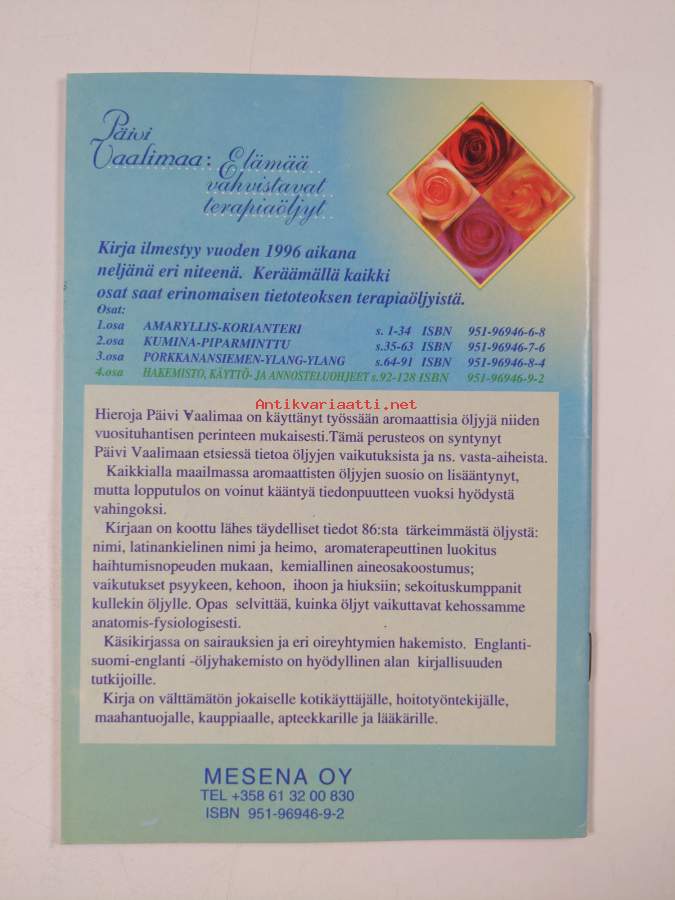 Päivi
Vaalimaa: Elämää
vahvistavat
terapiaöljyt
Kirja ilmestyy vuoden 1996 aikana
neljänä eri niteenä. Keräämällä kaikki
osat saat erinomaisen tietoteoksen terapiaöljyistä.
Osat:
1.osa AMARYLLIS-KORIANTERI s. 1-34 ISBN 951-96946-6-8
2.osa KUMINA-PIPARMINTTU s.35-63 ISBN 951-96946-7-6
3.osa PORKKANANSIEMEN-YLANG-YLANG s.64-91 ISBN 951-96946-8-4
4.osa HAKEMISTO, KÄYTTÖ- JA ANNOSTELUOHJEET s.92-128 ISBN 951-96946-9-2
Antikvariaatti.net
Hieroja Päivi Vaalimaa on käyttänyt työssään aromaattisia öljyjä niiden
vuosituhantisen perinteen mukaisesti.Tämä perusteos on syntynyt
Päivi Vaalimaan etsiessä tietoa öljyjen vaikutuksista ja ns. vasta-aiheista.
Kaikkialla maailmassa aromaattisten öljyjen suosio on lisääntynyt,
mutta lopputulos on voinut kääntyä tiedonpuutteen vuoksi hyödystä
vahingoksi.
Kirjaan on koottu lähes täydelliset tiedot 86:sta tärkeimmästä öljystä:
nimi, latinankielinen nimi ja heimo, aromaterapeuttinen luokitus
haihtumisnopeuden mukaan, kemiallinen aineosakoostumus;
vaikutukset psyykeen, kehoon, ihoon ja hiuksiin; sekoituskumppanit
kullekin öljylle. Opas selvittää, kuinka öljyt vaikuttavat kehossamme
anatomis-fysiologisesti.
Käsikirjassa on sairauksien ja eri oireyhtymien hakemisto. Englanti-
suomi-englanti -öljyhakemisto on hyödyllinen alan kirjallisuuden
tutkijoille.
Kirja on välttämätön jokaiselle kotikäyttäjälle, hoitotyöntekijälle,
maahantuojalle, kauppiaalle, apteekkarille ja lääkärille.
MESENA OY
TEL +358 61 32 00 830
ISBN 951-96946-9-2